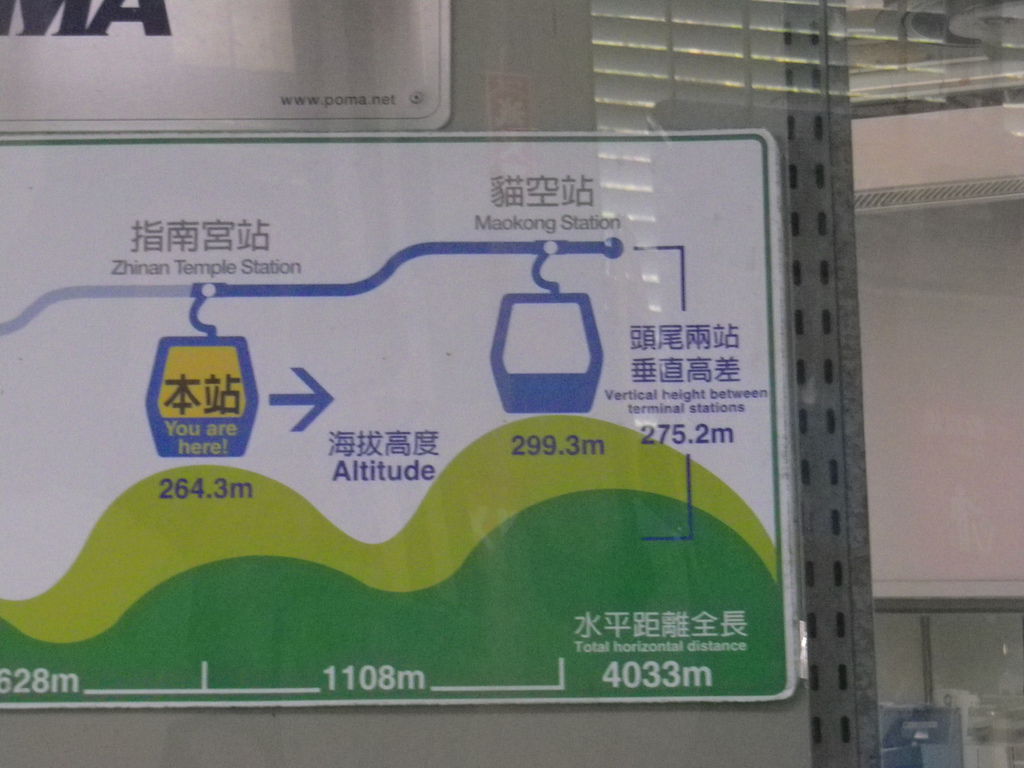 MA
www.poma.net
貓空站
Maokong Station
指南宮站
Zhinan Temple Station
頭尾兩站
垂直高差
Vertical height between
terminal stations
275.2m
本站
You are
here!
海拔高度
Altitude
299.3m
264.3m
水平距離全長
Total horizontal distance
628m
1108m
4033m